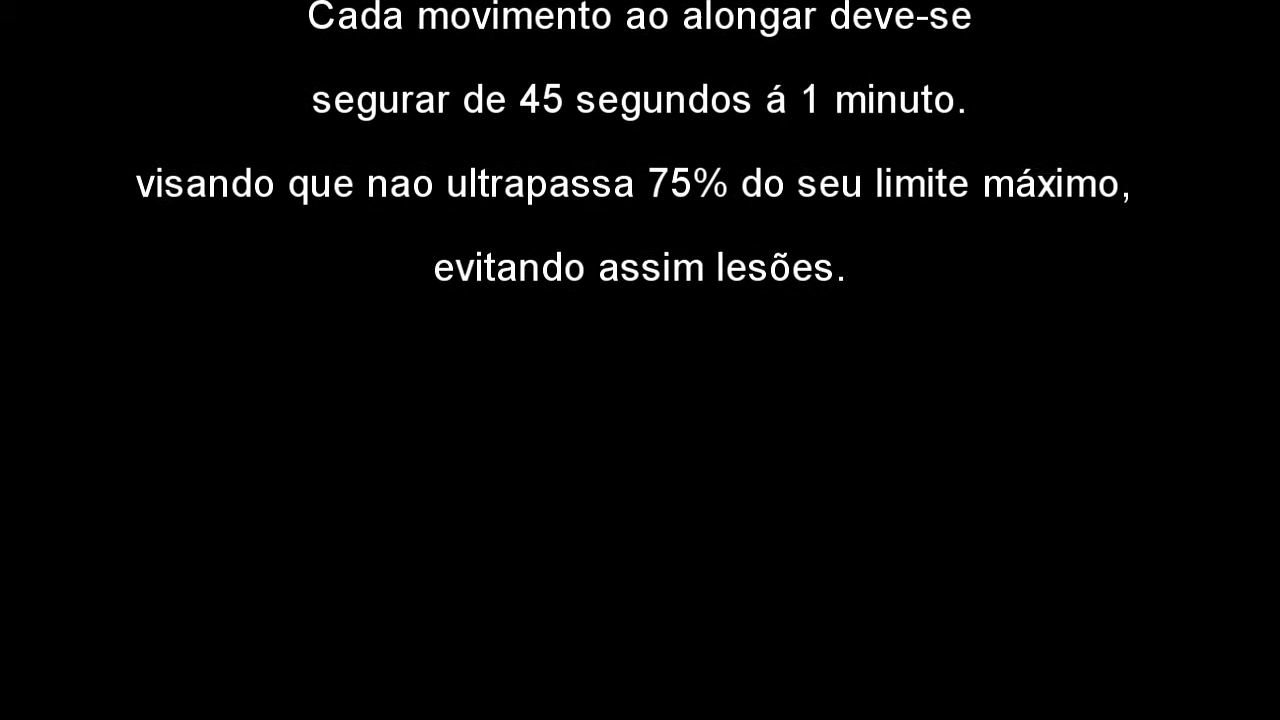 Cada movimento ao alongar deve-se
segurar de 45 segundos á 1 minuto.
visando que nao ultrapassa 75% do seu limite máximo,
evitando assim lesões.